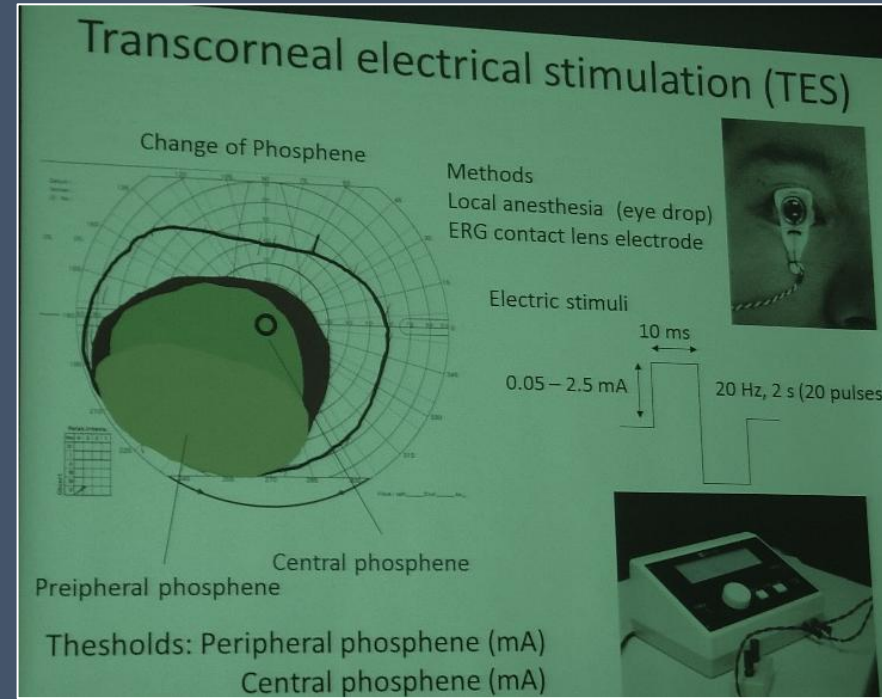 Transcorneal electrical stimulation (TES)
Change of Phosphene
Methods
Local anesthesia (eye drop)
ERG contact lens electrode
Electric stimuli
10 ms
0.05 – 2.5 mA
20 Hz, 2 s (20 pulses
Central phosphene
Preipheral phosphene
Thesholds: Peripheral phosphene (mA)
Central phosphene (mA)